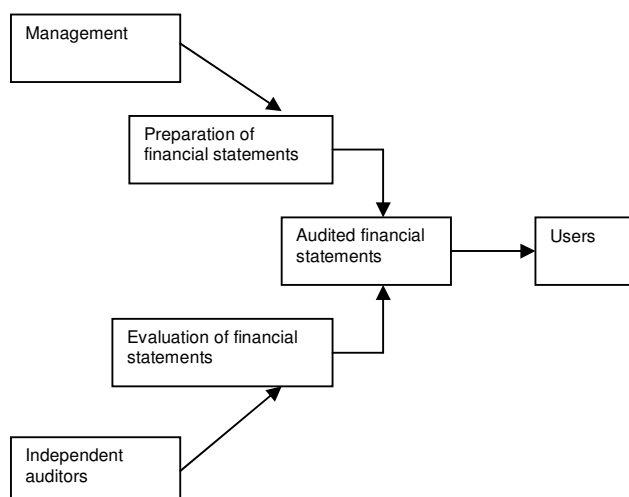 Management
Preparation of
financial statements
Audited financial
statements
Users
Evaluation of financial
statements
Independent
auditors